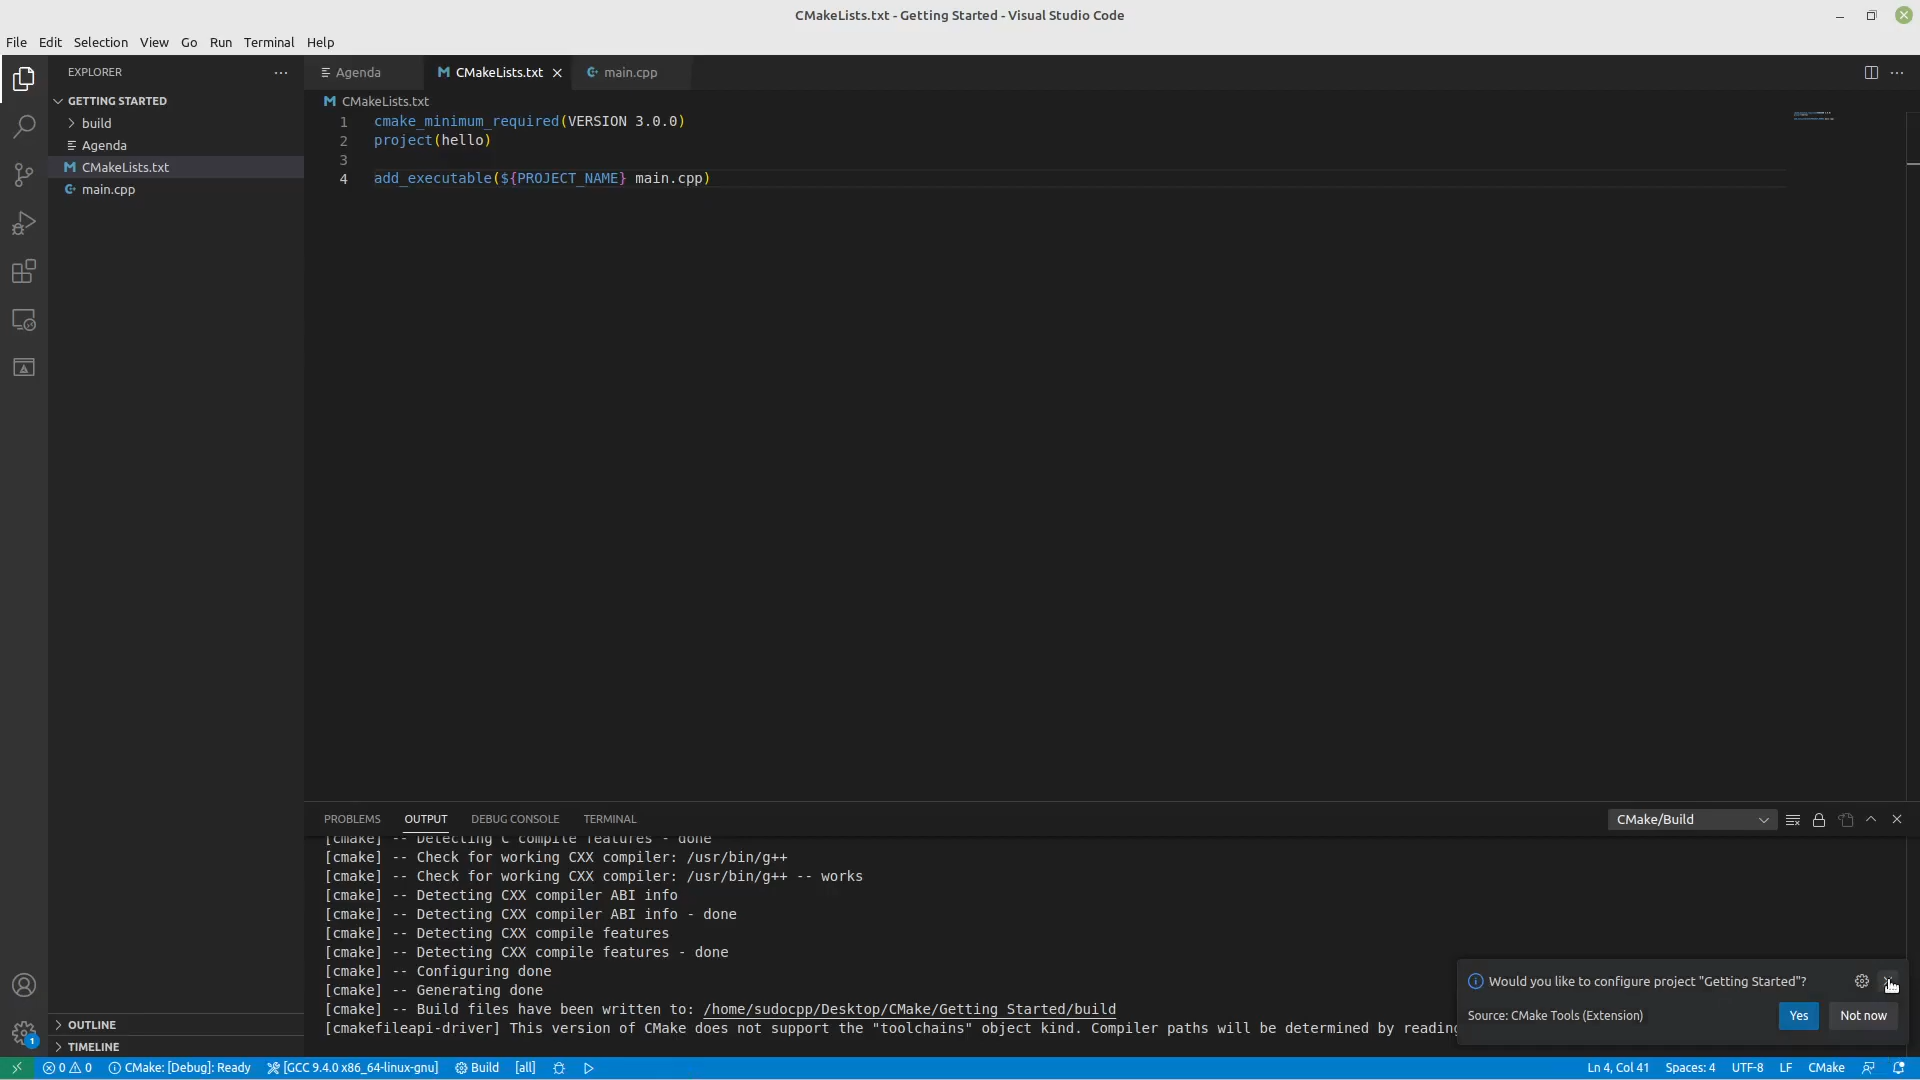 CMakeLists.txt - Getting Started - Visual Studio Code
File Edit Selection View Go Run Terminal Help
EXPLORER
GETTING STARTED
build
Agenda
CMakeLists.txt
main.cpp
Agenda CMakeLists.txt main.cpp
CMakeLists.txt
1 cmake_minimum_required(VERSION 3.0.0)
2 project(hello)
3
4 add_executable(${PROJECT_NAME} main.cpp)
PROBLEMS OUTPUT DEBUG CONSOLE TERMINAL CMake/Build
[cmake] -- Detecting C compile features - done
[cmake] -- Check for working CXX compiler: /usr/bin/g++
[cmake] -- Check for working CXX compiler: /usr/bin/g++ -- works
[cmake] -- Detecting CXX compiler ABI info
[cmake] -- Detecting CXX compiler ABI info - done
[cmake] -- Detecting CXX compile features
[cmake] -- Detecting CXX compile features - done
[cmake] -- Configuring done
[cmake] -- Generating done
[cmake] -- Build files have been written to: /home/sudocpp/Desktop/CMake/Getting Started/build
[cmakefileapi-driver] This version of CMake does not support the "toolchains" object kind. Compiler paths will be determined by reading
Would you like to configure project "Getting Started"?
Source: CMake Tools (Extension) Yes Not now
OUTLINE
TIMELINE
1
0 0 CMake: [Debug]: Ready [GCC 9.4.0 x86_64-linux-gnu] Build [all] Ln 4, Col 41 Spaces: 4 UTF-8 LF CMake